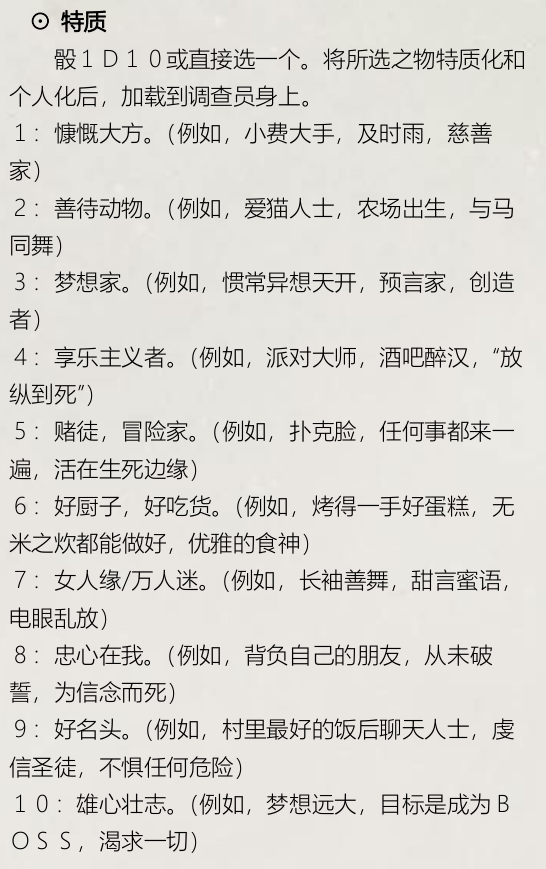 ⊙ 特质
骰１Ｄ１０或直接选一个。将所选之物特质化和
个人化后，加载到调查员身上。
１：慷慨大方。（例如，小费大手，及时雨，慈善
家）
２：善待动物。（例如，爱猫人士，农场出生，与马
同舞）
３：梦想家。（例如，惯常异想天开，预言家，创造
者）
４：享乐主义者。（例如，派对大师，酒吧醉汉，“放
纵到死”）
５：赌徒，冒险家。（例如，扑克脸，任何事都来一
遍，活在生死边缘）
６：好厨子，好吃货。（例如，烤得一手好蛋糕，无
米之炊都能做好，优雅的食神）
７：女人缘/万人迷。（例如，长袖善舞，甜言蜜语，
电眼乱放）
８：忠心在我。（例如，背负自己的朋友，从未破
誓，为信念而死）
９：好名头。（例如，村里最好的饭后聊天人士，虔
信圣徒，不惧任何危险）
１０：雄心壮志。（例如，梦想远大，目标是成为Ｂ
ＯＳＳ，渴求一切）